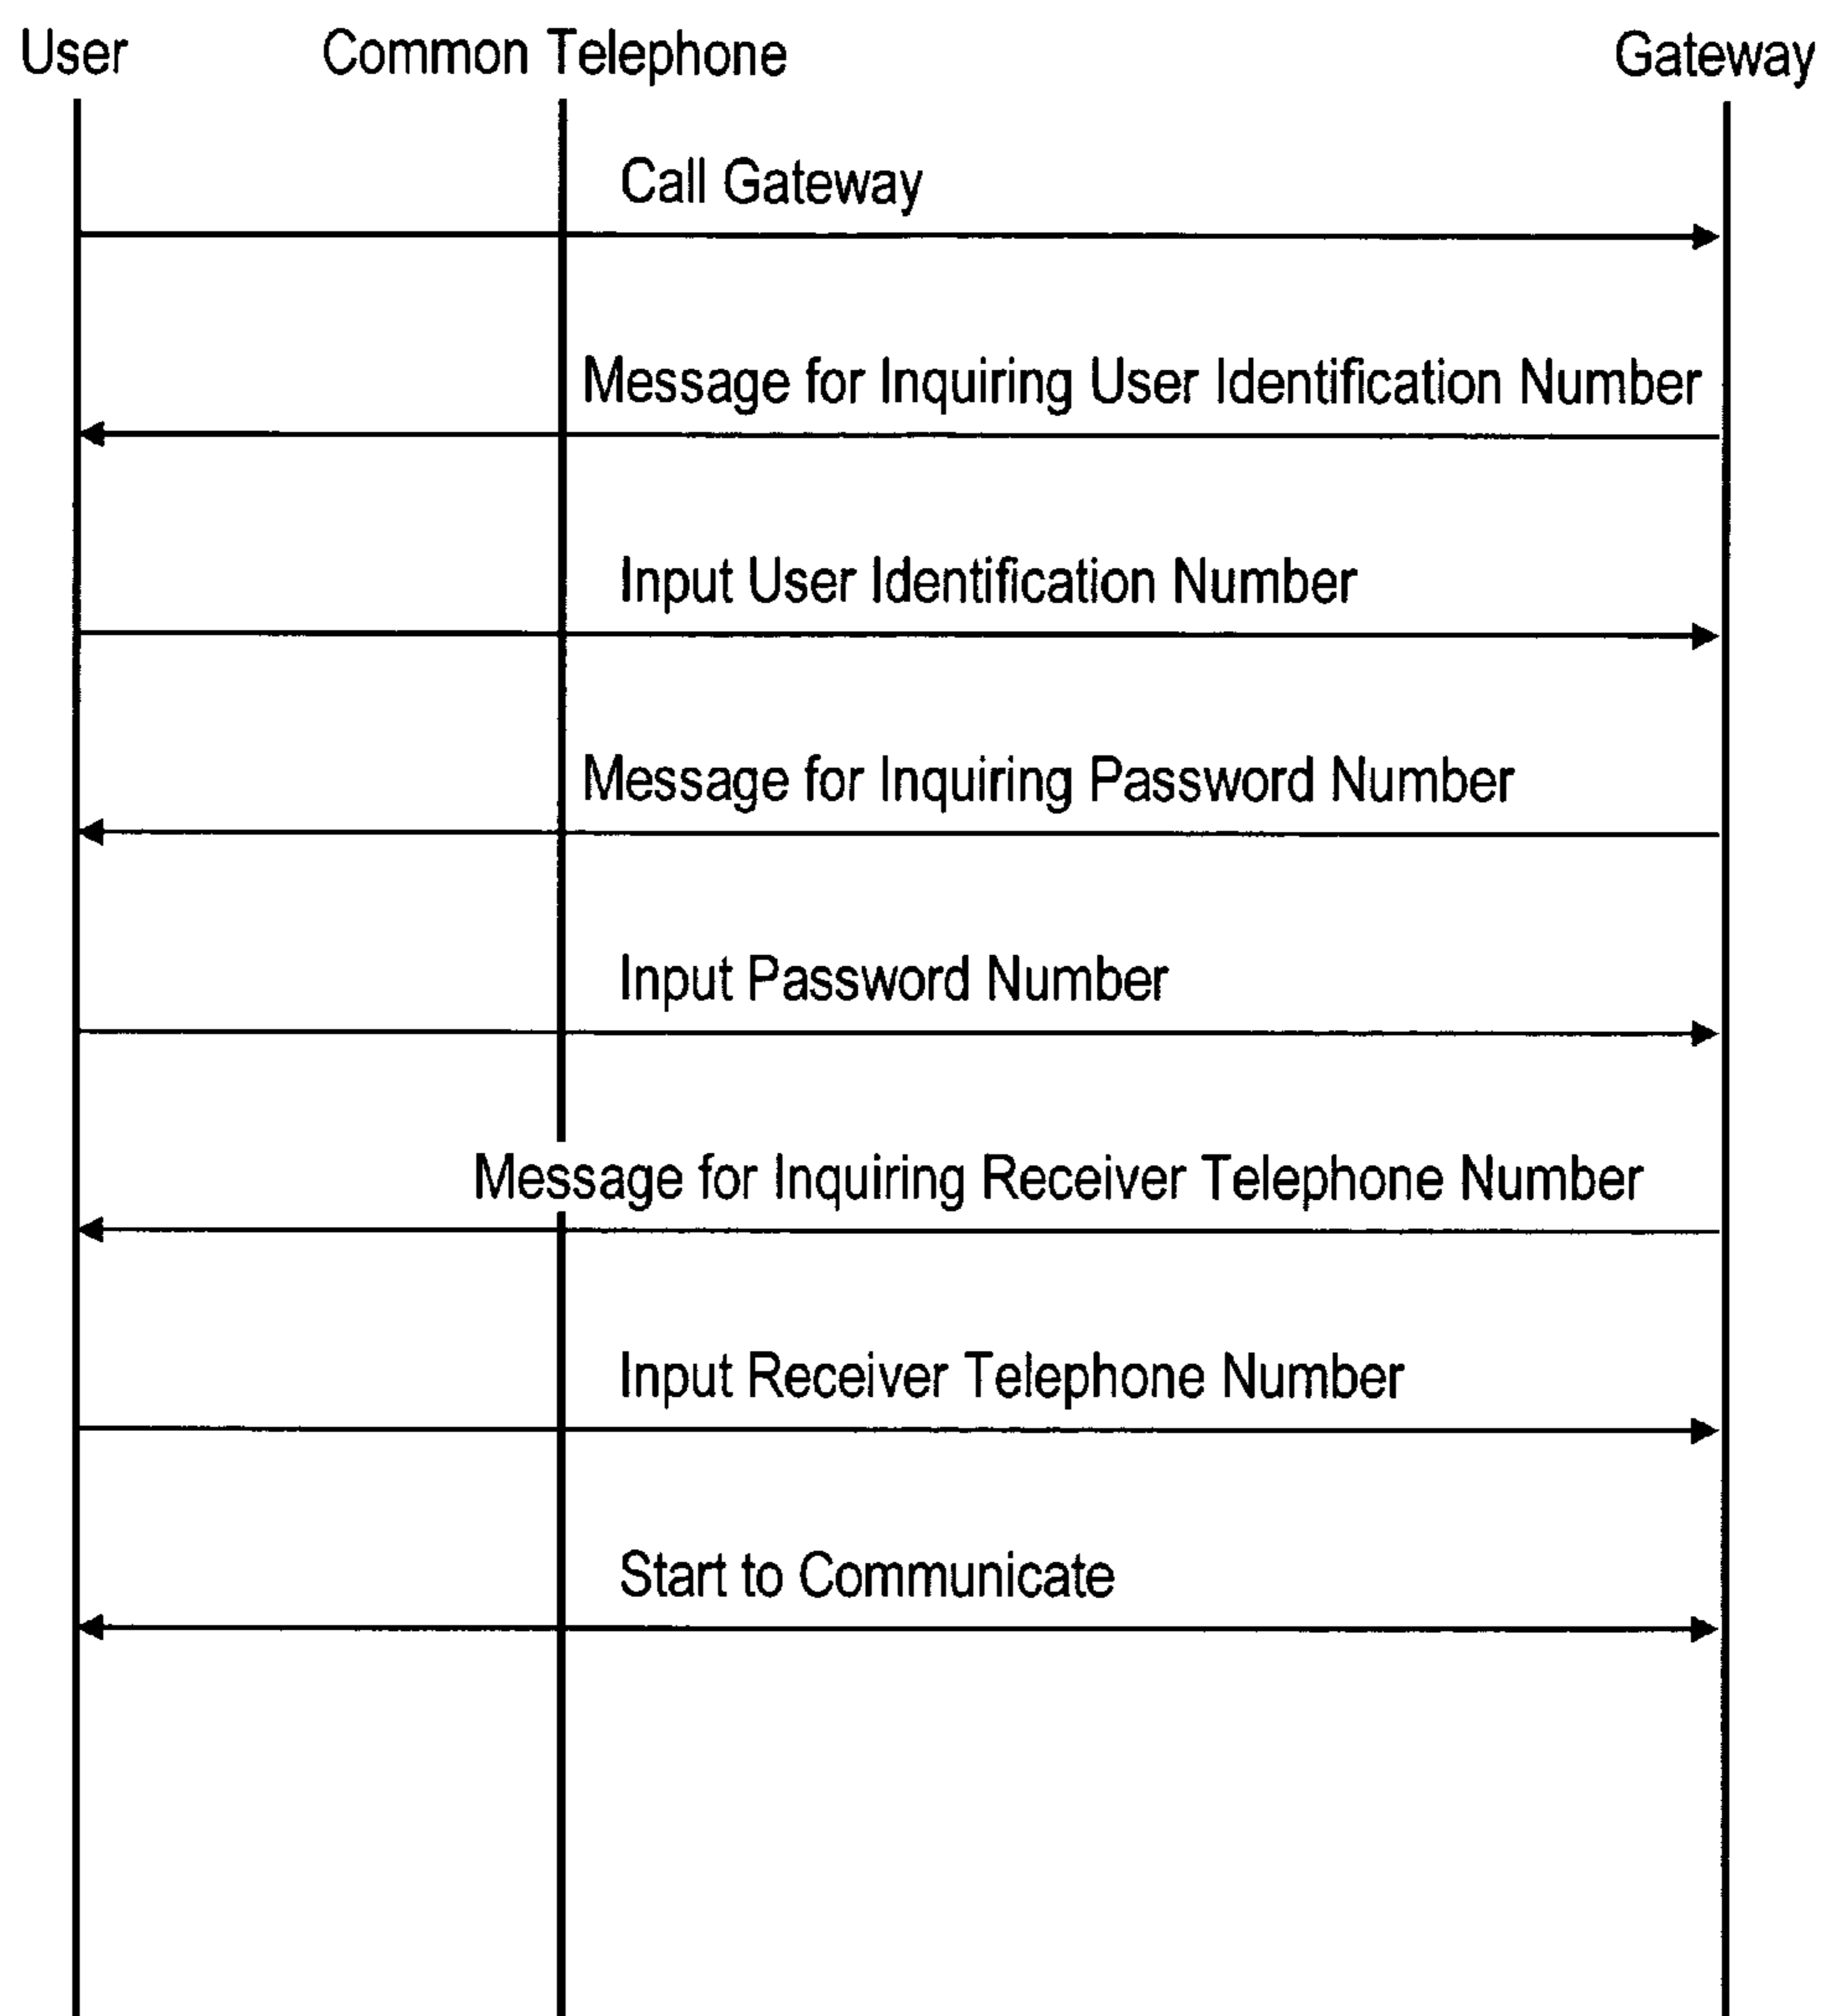 User Common Telephone Gateway
Call Gateway
Message for Inquiring User Identification Number
Input User Identification Number
Message for Inquiring Password Number
Input Password Number
Message for Inquiring Receiver Telephone Number
Input Receiver Telephone Number
Start to Communicate